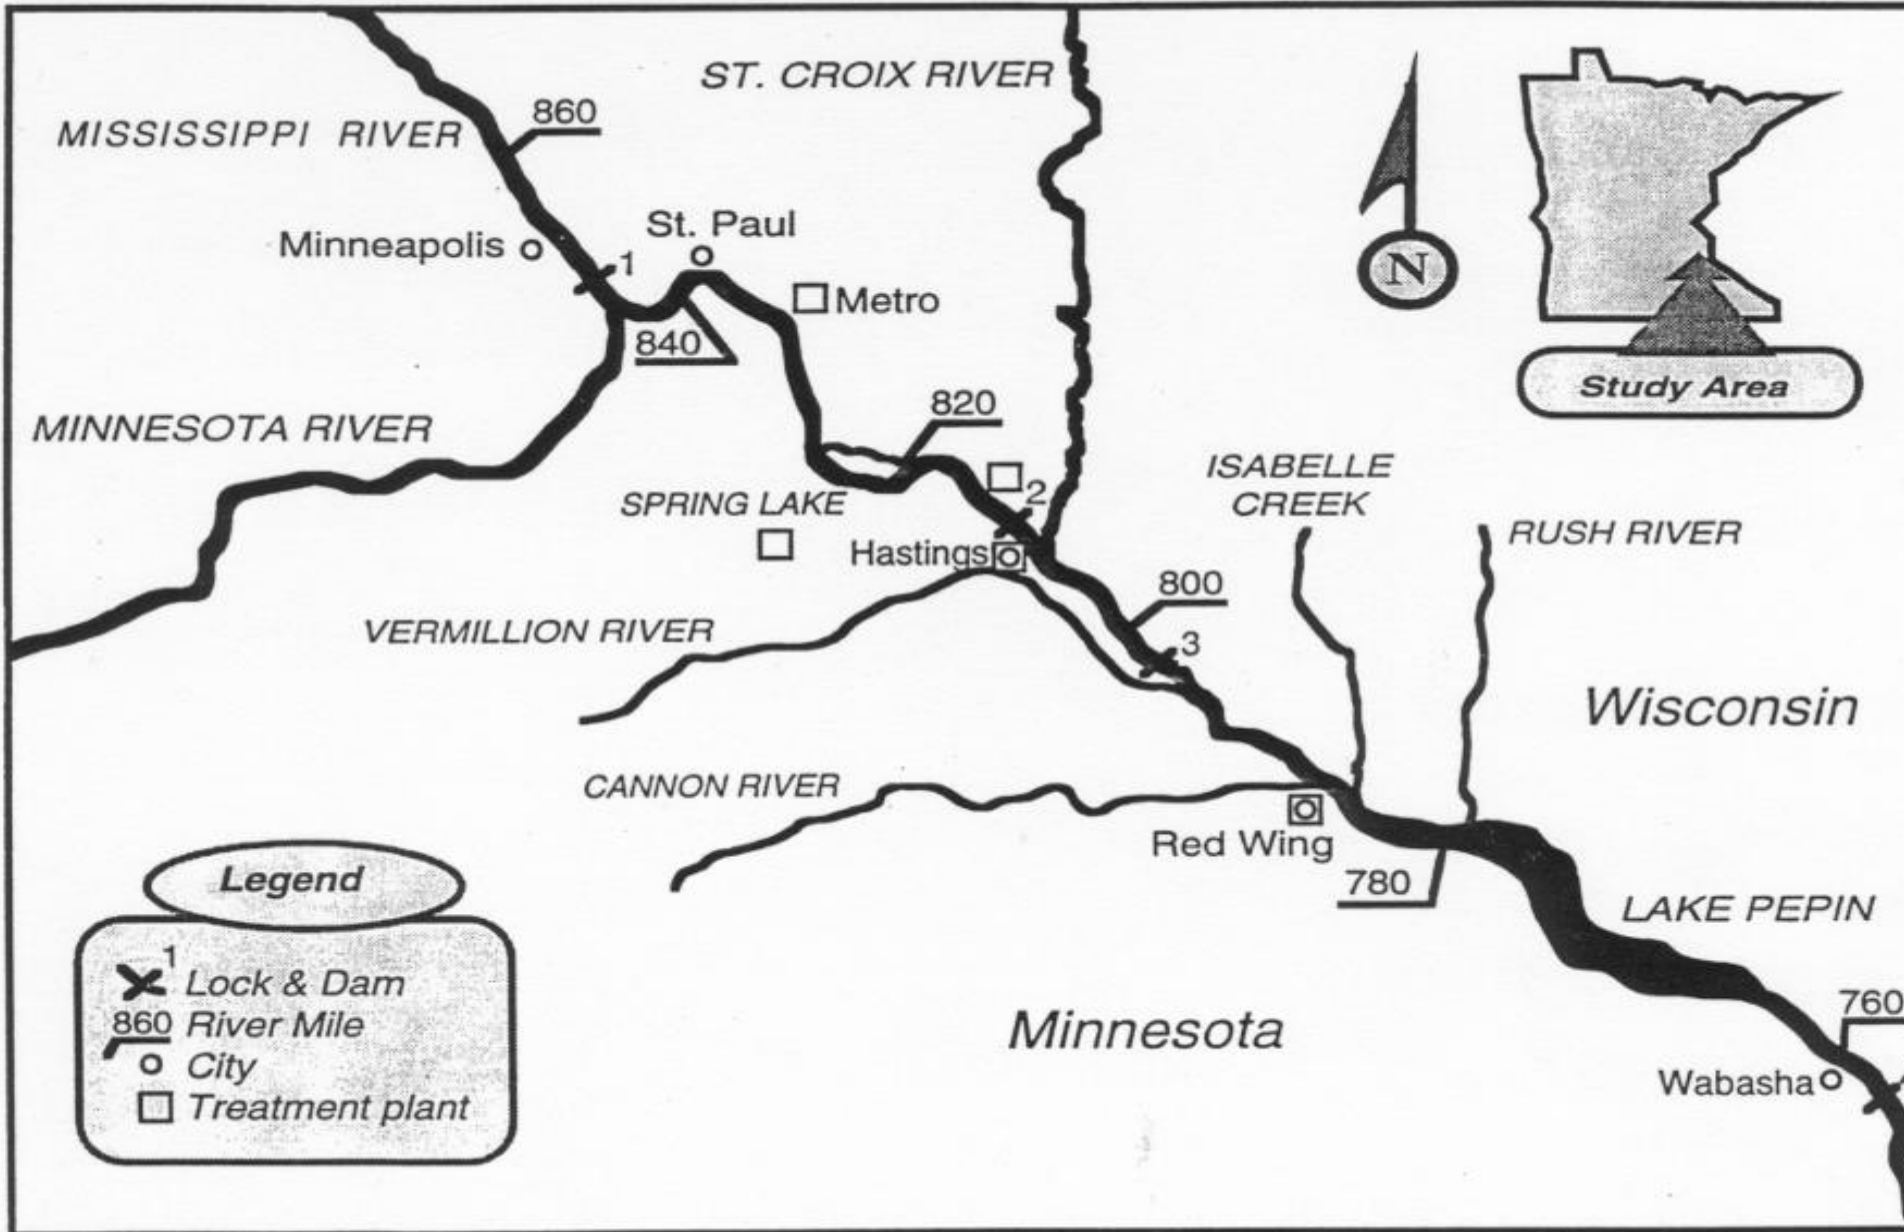 ST. CROIX RIVER
860
MISSISSIPPI RIVER
St. Paul
Minneapolis
1
N
Metro
840
Study Area
820
MINNESOTA RIVER
ISABELLE
CREEK
2
SPRING LAKE
RUSH RIVER
Hastings
800
VERMILLION RIVER
3
Wisconsin
CANNON RIVER
Red Wing
780
Legend
LAKE PEPIN
1
Lock & Dam
860 River Mile
City
Treatment plant
Minnesota
760
Wabasha